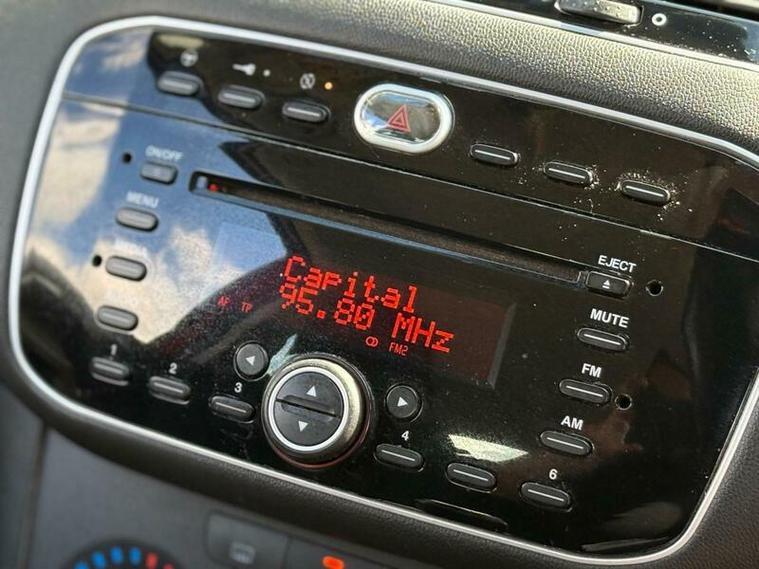 ON/OFF
MENU
EJECT
Capital
95.80 MHz
AF TP
FM2
MUTE
FM
AM
1
2
3
4
6